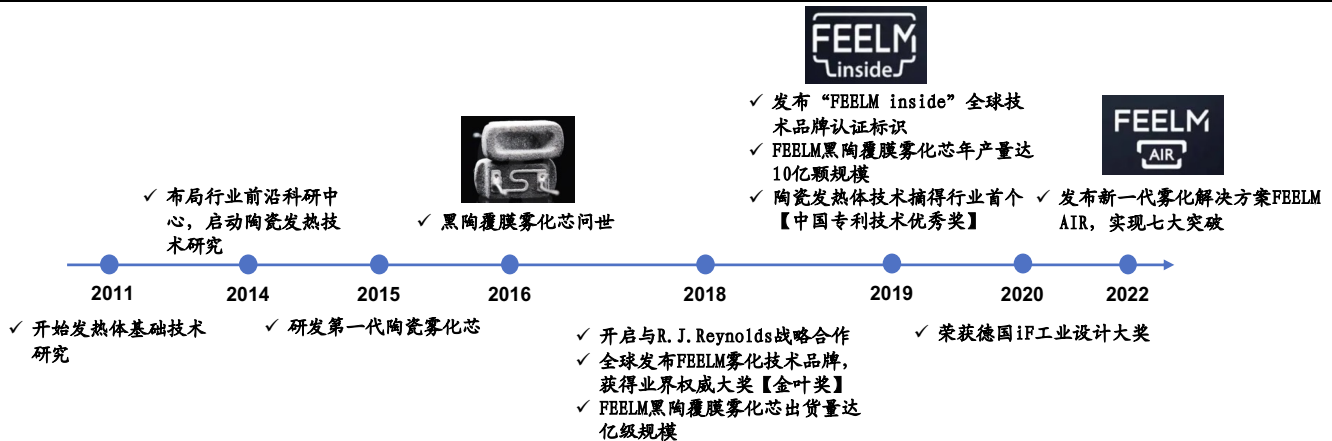 FEELM
inside
✓ 发布“FEELM inside”全球技
术品牌认证标识
✓ FEELM黑陶覆膜雾化芯年产量达
10亿颗规模
✓ 陶瓷发热体技术摘得行业首个
【中国专利技术优秀奖】
FEELM
AIR
✓ 发布新一代雾化解决方案FEELM
AIR，实现七大突破
✓ 布局行业前沿科研中
心，启动陶瓷发热技
术研究
✓ 黑陶覆膜雾化芯问世
2011
2014
2015
2016
2018
2019
2020
2022
✓ 开始发热体基础技术
研究
✓ 研发第一代陶瓷雾化芯
✓ 开启与R.J.Reynolds战略合作
✓ 全球发布FEELM雾化技术品牌，
获得业界权威大奖【金叶奖】
✓ FEELM黑陶覆膜雾化芯出货量达
亿级规模
✓ 荣获德国iF工业设计大奖